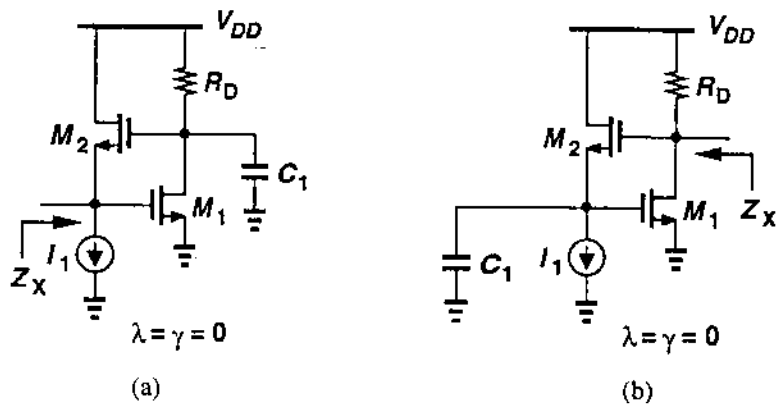 V_DD
R_D
M_2
C_1
M_1
I_1
Z_X
λ = γ = 0
(a)
V_DD
R_D
M_2
M_1
Z_X
C_1
I_1
λ = γ = 0
(b)